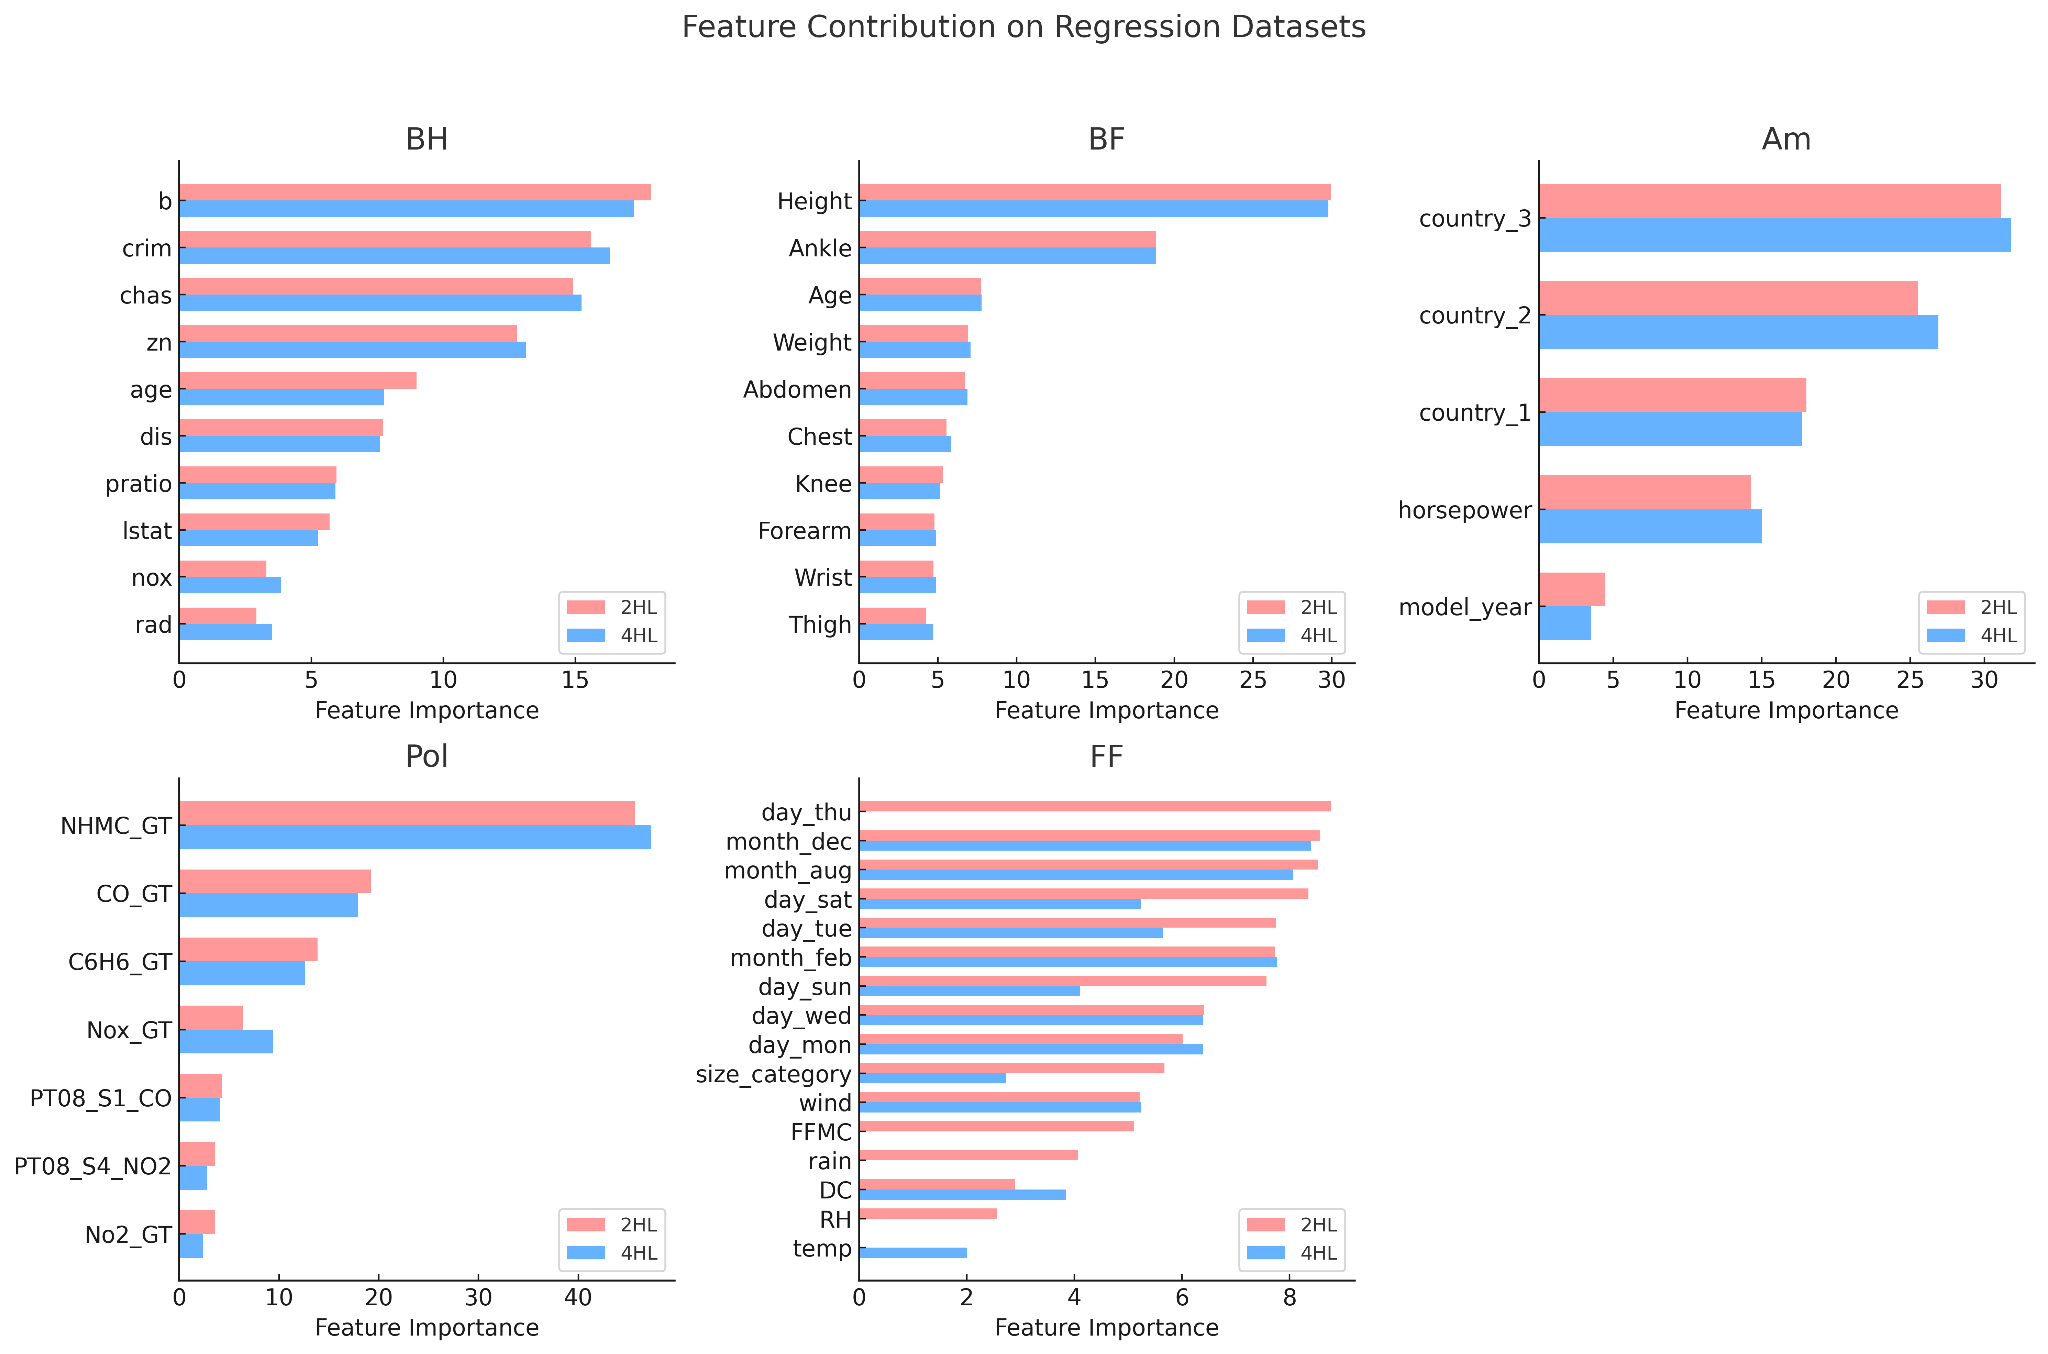 Feature Contribution on Regression Datasets
BH
b
crim
chas
zn
age
dis
pratio
lstat
nox
rad
2HL
4HL
0 5 10 15
Feature Importance
BF
Height
Ankle
Age
Weight
Abdomen
Chest
Knee
Forearm
Wrist
Thigh
2HL
4HL
0 5 10 15 20 25 30
Feature Importance
Am
country_3
country_2
country_1
horsepower
model_year
2HL
4HL
0 5 10 15 20 25 30
Feature Importance
Pol
NHMC_GT
CO_GT
C6H6_GT
Nox_GT
PT08_S1_CO
PT08_S4_NO2
No2_GT
2HL
4HL
0 10 20 30 40
Feature Importance
FF
day_thu
month_dec
month_aug
day_sat
day_tue
month_feb
day_sun
day_wed
day_mon
size_category
wind
FFMC
rain
DC
RH
temp
2HL
4HL
0 2 4 6 8
Feature Importance